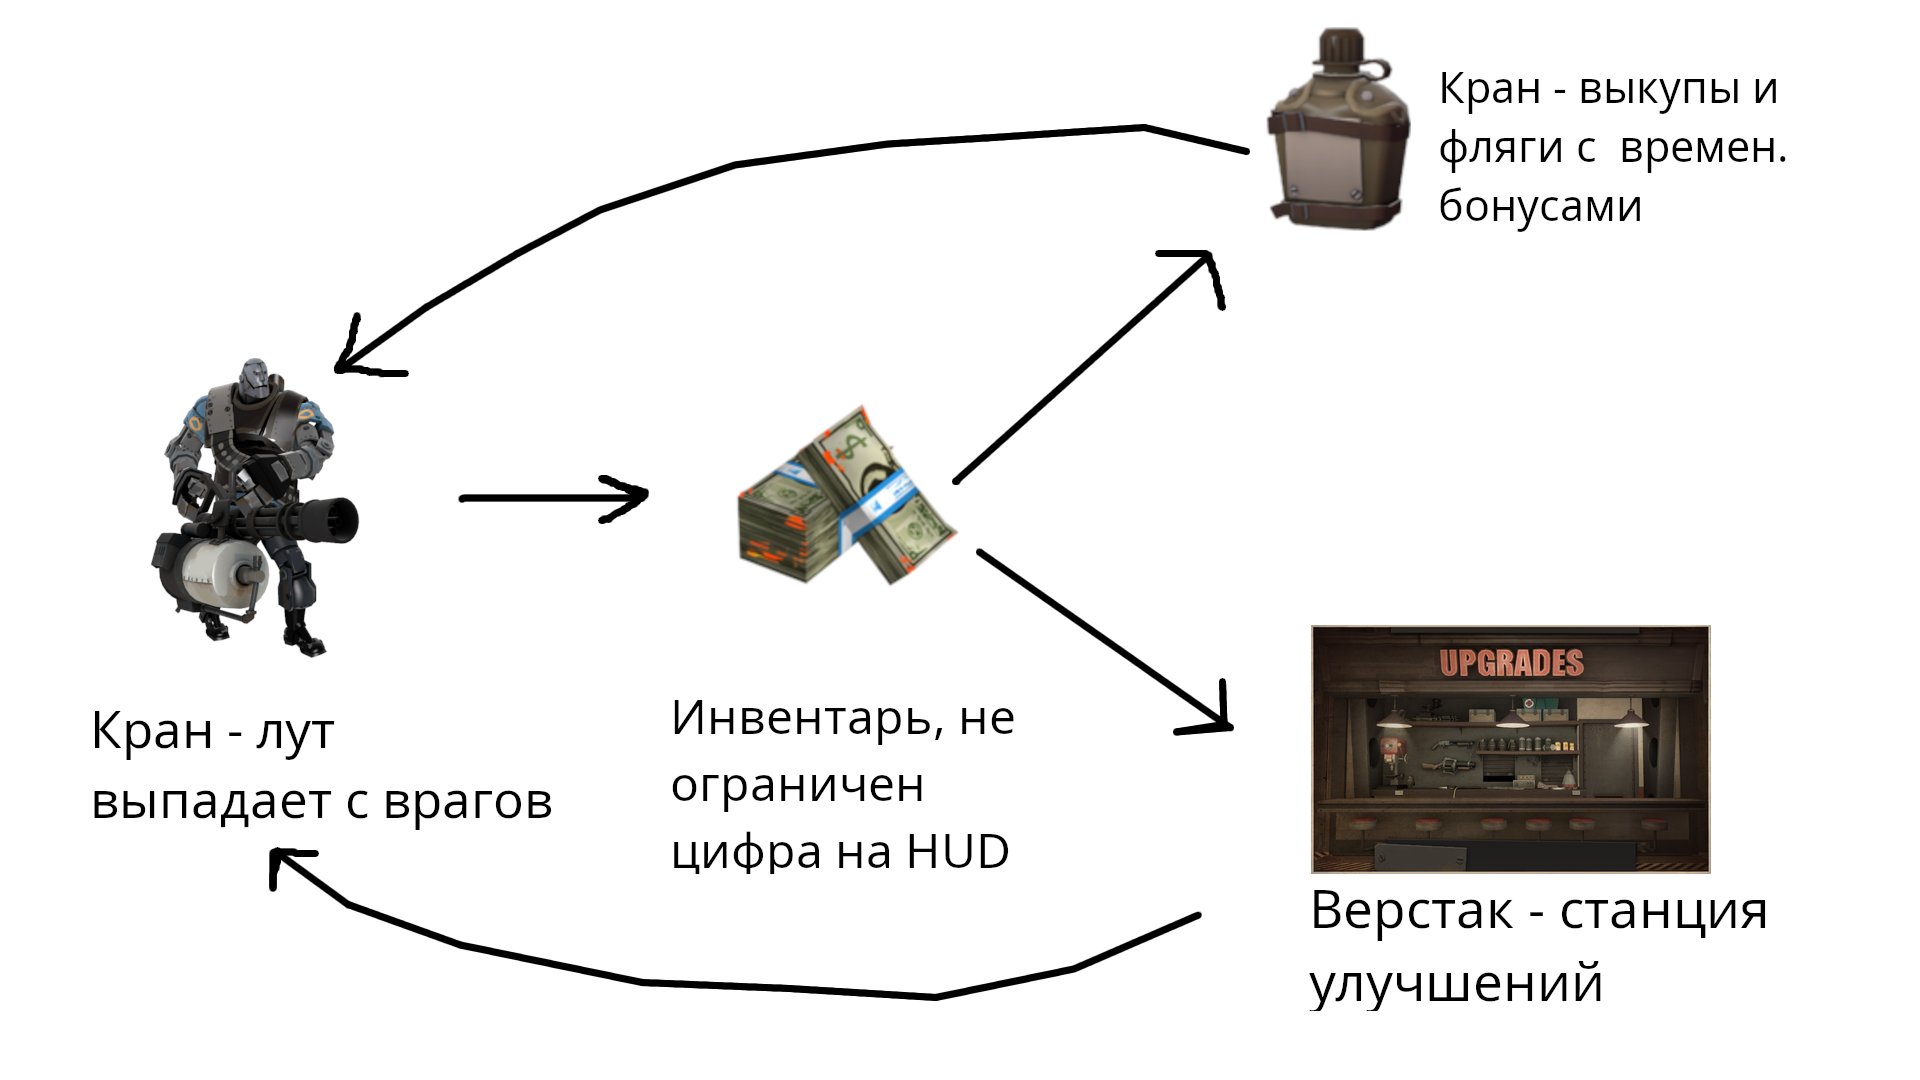 Кран - выкупы и
фляги с  времен.
бонусами
Кран - лут
выпадает с врагов
Инвентарь, не
ограничен
цифра на HUD
UPGRADES
Верстак - станция
улучшений